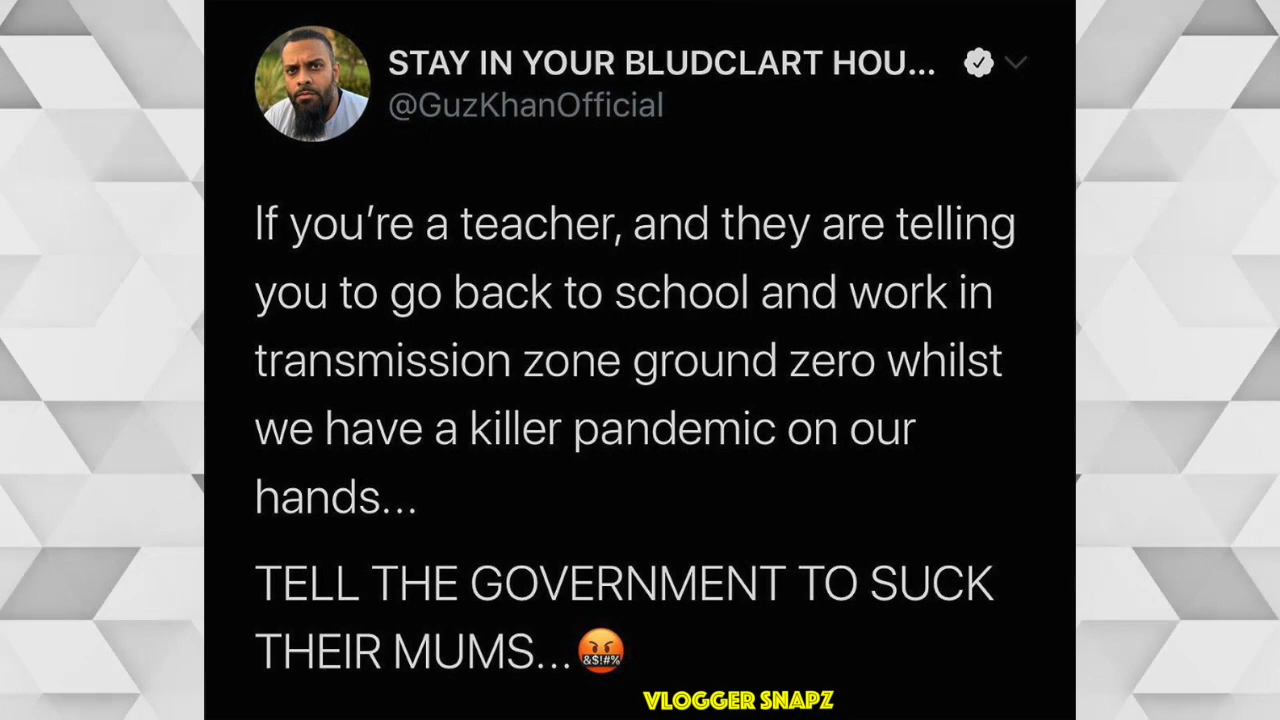 STAY IN YOUR BLUDCLART HOU...
@GuzKhanOfficial
If you’re a teacher, and they are telling
you to go back to school and work in
transmission zone ground zero whilst
we have a killer pandemic on our
hands...
TELL THE GOVERNMENT TO SUCK
THEIR MUMS...🤬
&$!#%
VLOGGER SNAPZ